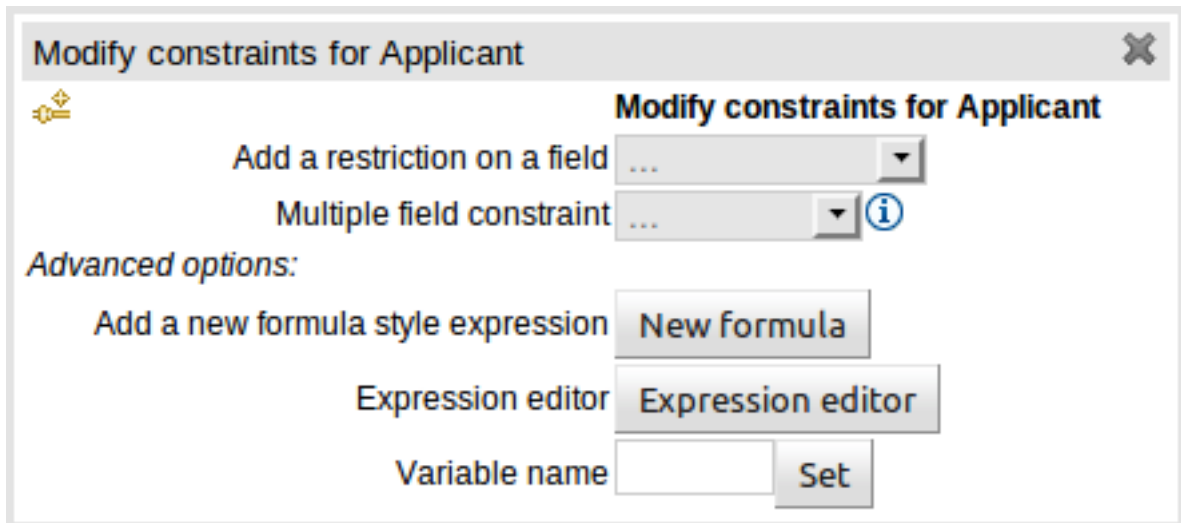 Modify constraints for Applicant
Modify constraints for Applicant
Add a restriction on a field ...
Multiple field constraint ...
Advanced options:
Add a new formula style expression New formula
Expression editor Expression editor
Variable name Set